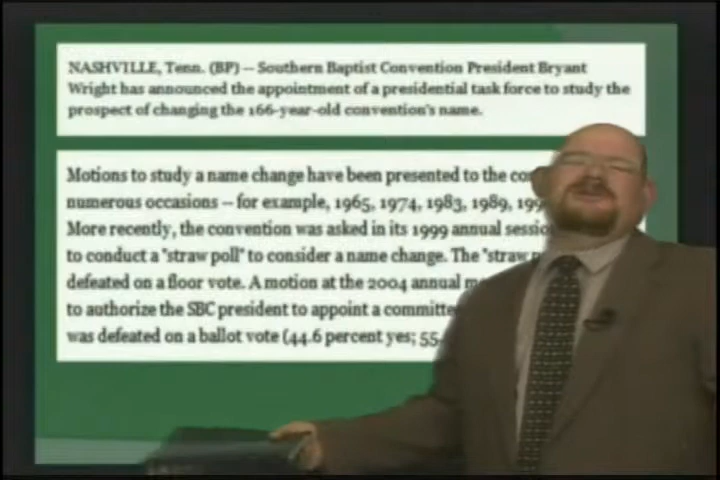 NASHVILLE, Tenn. (BP) -- Southern Baptist Convention President Bryant
Wright has announced the appointment of a presidential task force to study the
prospect of changing the 166-year-old convention's name.
Motions to study a name change have been presented to the
numerous occasions -- for example, 1965, 1974, 1983, 1989,
More recently, the convention was asked in its 1999 annual
to conduct a "straw poll" to consider a name change. The "straw
defeated on a floor vote. A motion at the 2004 annual
to authorize the SBC president to appoint a committee
was defeated on a ballot vote (44.6 percent yes; 55.